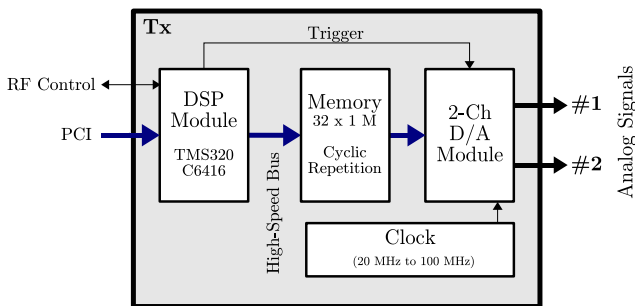 Tx
Trigger
RF Control
PCI
DSP
Module
TMS320
C6416
High-Speed Bus
Memory
32 x 1 M
Cyclic
Repetition
2-Ch
D/A
Module
Clock
(20 MHz to 100 MHz)
#1
#2
Analog Signals